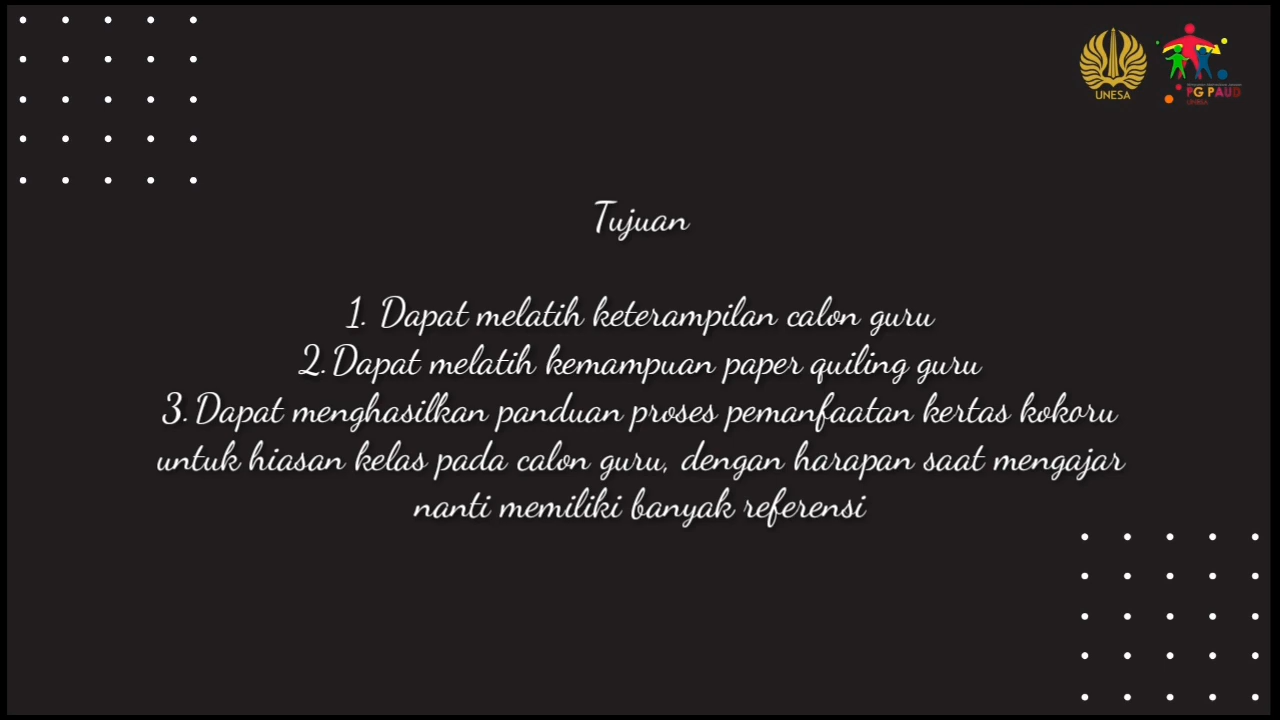 UNESA
PG PAUD
UNESA
Tujuan
1. Dapat melatih keterampilan calon guru
2. Dapat melatih kemampuan paper quiling guru
3. Dapat menghasilkan panduan proses pemanfaatan kertas kokoru
untuk hiasan kelas pada calon guru, dengan harapan saat mengajar
nanti memiliki banyak referensi